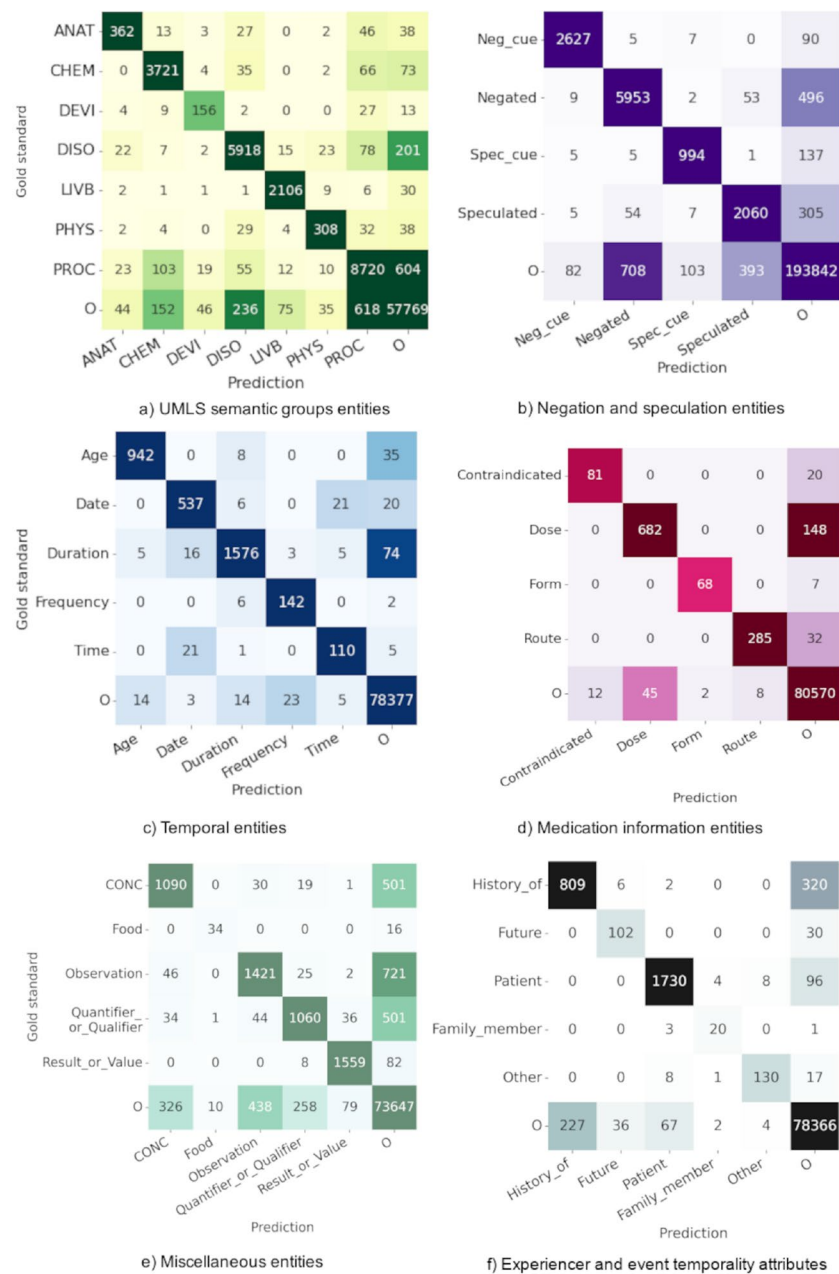 Gold standard
ANAT 362 13 3 27 0 2 46 38
CHEM 0 3721 4 35 0 2 66 73
DEVI 4 9 156 2 0 0 27 13
DISO 22 7 2 5918 15 23 78 201
LIVB 2 1 1 1 2106 9 6 30
PHYS 2 4 0 29 4 308 32 38
PROC 23 103 19 55 12 10 8720 604
O 44 152 46 236 75 35 618 57769
ANAT CHEM DEVI DISO LIVB PHYS PROC O
Prediction
a) UMLS semantic groups entities
Neg_cue 2627 5 7 0 90
Negated 9 5953 2 53 496
Spec_cue 5 5 994 1 137
Speculated 5 54 7 2060 305
O 82 708 103 393 193842
Neg_cue Negated Spec_cue Speculated O
Prediction
b) Negation and speculation entities
Gold standard
Age 942 0 8 0 0 35
Date 0 537 6 0 21 20
Duration 5 16 1576 3 5 74
Frequency 0 0 6 142 0 2
Time 0 21 1 0 110 5
O 14 3 14 23 5 78377
Age Date Duration Frequency Time O
Prediction
c) Temporal entities
Contraindicated 81 0 0 0 20
Dose 0 682 0 0 148
Form 0 0 68 0 7
Route 0 0 0 285 32
O 12 45 2 8 80570
Contraindicated Dose Form Route O
Prediction
d) Medication information entities
Gold standard
CONC 1090 0 30 19 1 501
Food 0 34 0 0 0 16
Observation 46 0 1421 25 2 721
Quantifier_
or_Qualifier 34 1 44 1060 36 501
Result_or_Value 0 0 0 8 1559 82
O 326 10 438 258 79 73647
CONC Food Observation Quantifier_or_Qualifier Result_or_Value O
Prediction
e) Miscellaneous entities
History_of 809 6 2 0 0 320
Future 0 102 0 0 0 30
Patient 0 0 1730 4 8 96
Family_member 0 0 3 20 0 1
Other 0 0 8 1 130 17
O 227 36 67 2 4 78366
History_of Future Patient Family_member Other O
Prediction
f) Experiencer and event temporality attributes